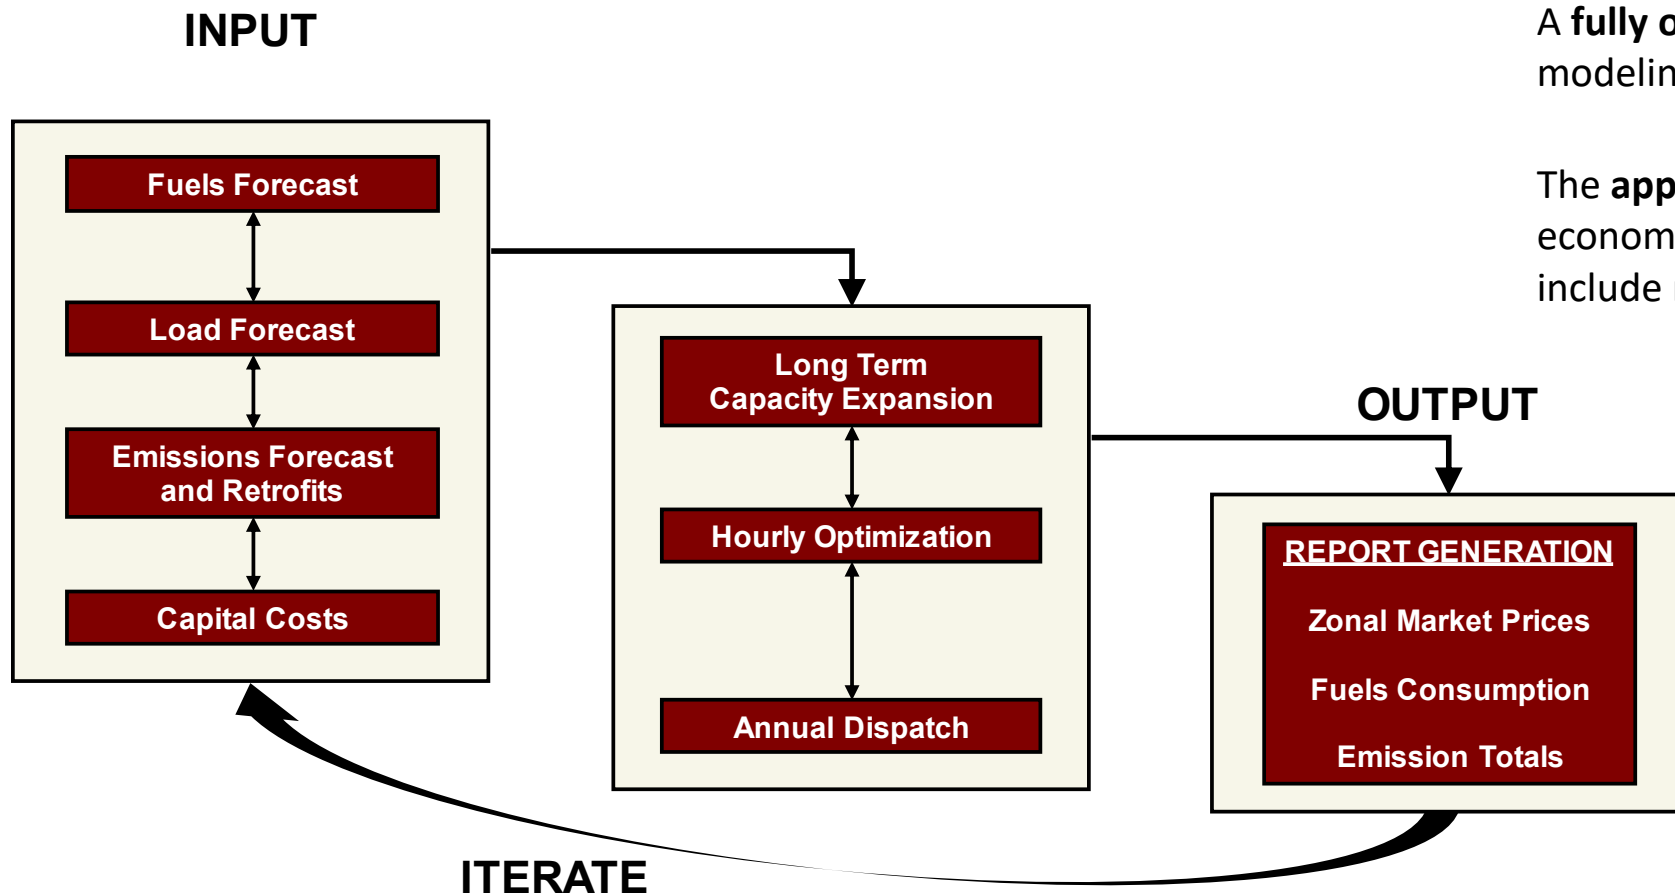 INPUT
A fully o
modelin
Fuels Forecast
The app
econom
include
Load Forecast
Long Term
Capacity Expansion
OUTPUT
Emissions Forecast
and Retrofits
Hourly Optimization
REPORT GENERATION
Capital Costs
Zonal Market Prices
Fuels Consumption
Annual Dispatch
Emission Totals
ITERATE